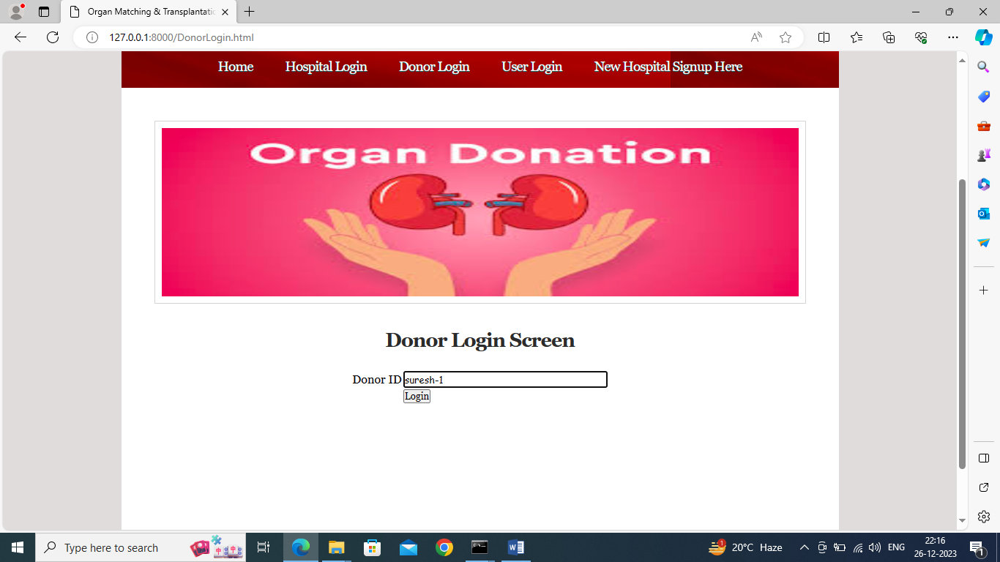 Organ Matching & Transplantatio
127.0.0.1:8000/DonorLogin.html
Home Hospital Login Donor Login User Login New Hospital Signup Here
Organ Donation
Donor Login Screen
Donor ID suresh-1
Login
Type here to search
1 20°C Haze ENG 22:16
26-12-2023 1